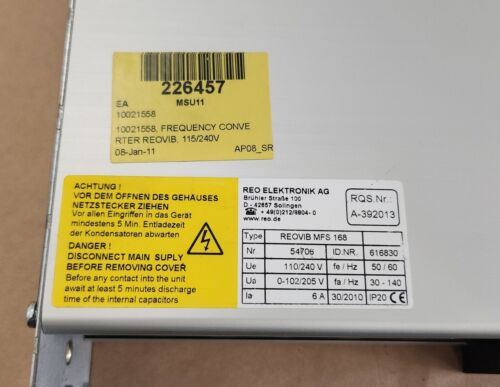 226457
EA MSU11
10021558
10021558, FREQUENCY CONVE
RTER REOVIB. 115/240V
08-Jan-11 AP08_SR
ACHTUNG !
VOR DEM ÖFFNEN DES GEHÄUSES
NETZSTECKER ZIEHEN
Vor allen Eingriffen in das Gerät
mindestens 5 Min. Entladezeit
der Kondensatoren abwarten
DANGER !
DISCONNECT MAIN SUPLY
BEFORE REMOVING COVER
Before any contact into the unit
await at least 5 minutes discharge
time of the internal capacitors
REO ELEKTRONIK AG
Brühler Straße 100
D - 42657 Solingen
☎ + 49(0)212/8804- 0
www.reo.de
RQS.Nr.:
A-392013
Type REOVIB MFS 168
Nr 54706 ID.NR. 616830
Ue 110/240 V fe / Hz 50 / 60
Ua 0-102/205 V fa / Hz 30 - 140
Ia 6 A 30/2010 IP20 CE